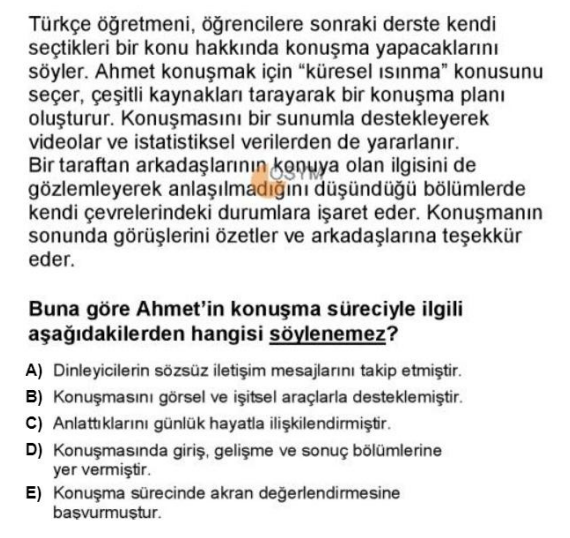 Türkçe öğretmeni, öğrencilere sonraki derste kendi
seçtikleri bir konu hakkında konuşma yapacaklarını
söyler. Ahmet konuşmak için “küresel ısınma” konusunu
seçer, çeşitli kaynakları tarayarak bir konuşma planı
oluşturur. Konuşmasını bir sunumla destekleyerek
videolar ve istatistiksel verilerden de yararlanır.
Bir taraftan arkadaşlarının konuya olan ilgisini de
ÖSYM
gözlemleyerek anlaşılmadığını düşündüğü bölümlerde
kendi çevrelerindeki durumlara işaret eder. Konuşmanın
sonunda görüşlerini özetler ve arkadaşlarına teşekkür
eder.
Buna göre Ahmet’in konuşma süreciyle ilgili
aşağıdakilerden hangisi söylenemez?
A) Dinleyicilerin sözsüz iletişim mesajlarını takip etmiştir.
B) Konuşmasını görsel ve işitsel araçlarla desteklemiştir.
C) Anlattıklarını günlük hayatla ilişkilendirmiştir.
D) Konuşmasında giriş, gelişme ve sonuç bölümlerine
yer vermiştir.
E) Konuşma sürecinde akran değerlendirmesine
başvurmuştur.